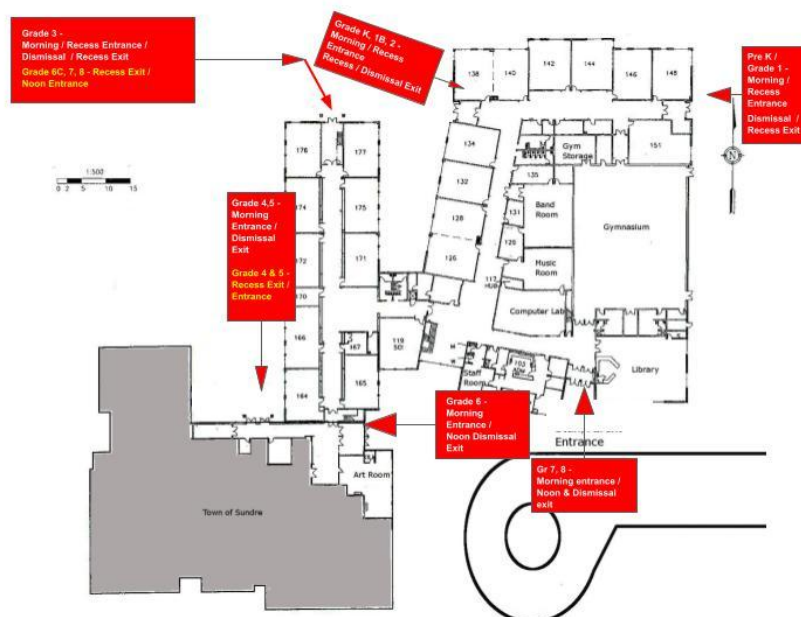 Grade 3 -
Morning / Recess Entrance /
Dismissal / Recess Exit
Grade 6C, 7, 8 - Recess Exit /
Noon Entrance
Grade K, 1B, 2 -
Morning / Recess
Entrance
Recess / Dismissal Exit
Pre K /
Grade 1 -
Morning /
Recess
Entrance
Dismissal /
Recess Exit
138
140
142
144
146
148
N
1:500
0 2 5 10 15
176
177
134
Gym
Storage
151
132
135
174
175
Grade 4,5 -
Morning
Entrance /
Dismissal
Exit
Grade 4 & 5 -
Recess Exit /
Entrance
128
131
Band
Room
Gymnasium
129
172
171
126
Music
Room
117
HUB
170
Computer Lab
166
167
119
103
Staff
Room
Library
164
165
Grade 6 -
Morning
Entrance /
Noon Dismissal
Exit
Entrance
Art Room
Gr 7, 8 -
Morning entrance /
Noon & Dismissal
exit
Town of Sundre